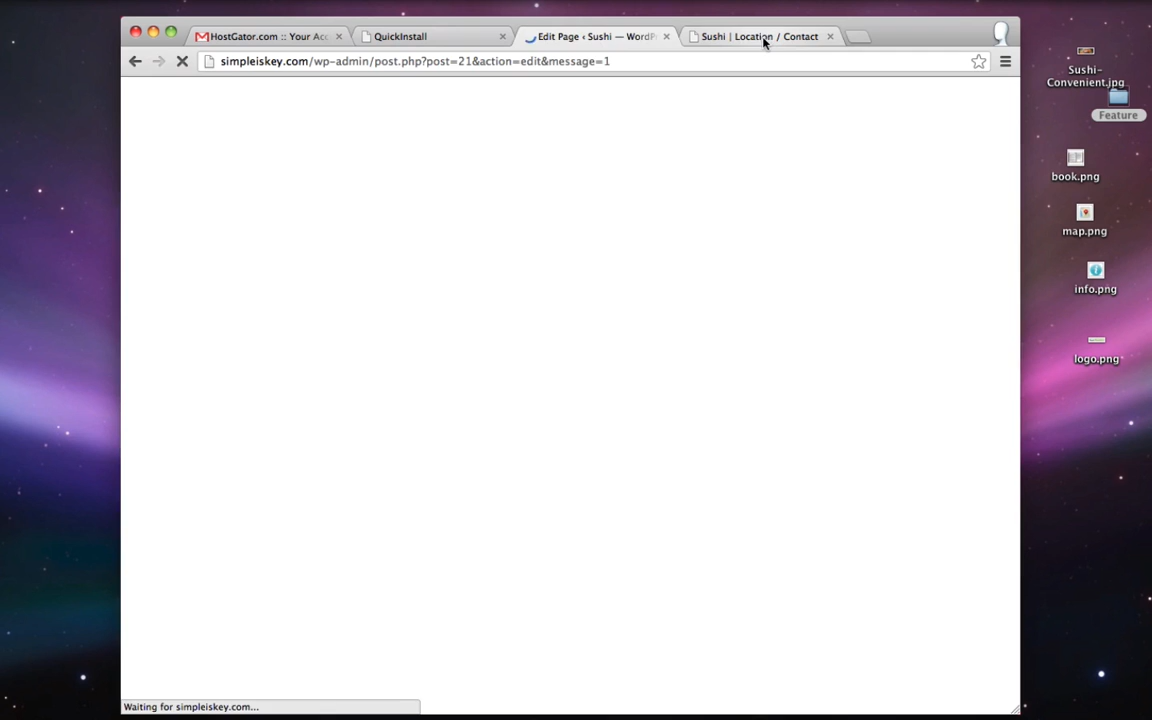 HostGator.com :: Your Acc
QuickInstall
Edit Page ‹ Sushi — WordPr
Sushi | Location / Contact
simpleiskey.com/wp-admin/post.php?post=21&action=edit&message=1
Sushi-
Convenient.jpg
Feature
book.png
map.png
info.png
logo.png
Waiting for simpleiskey.com...